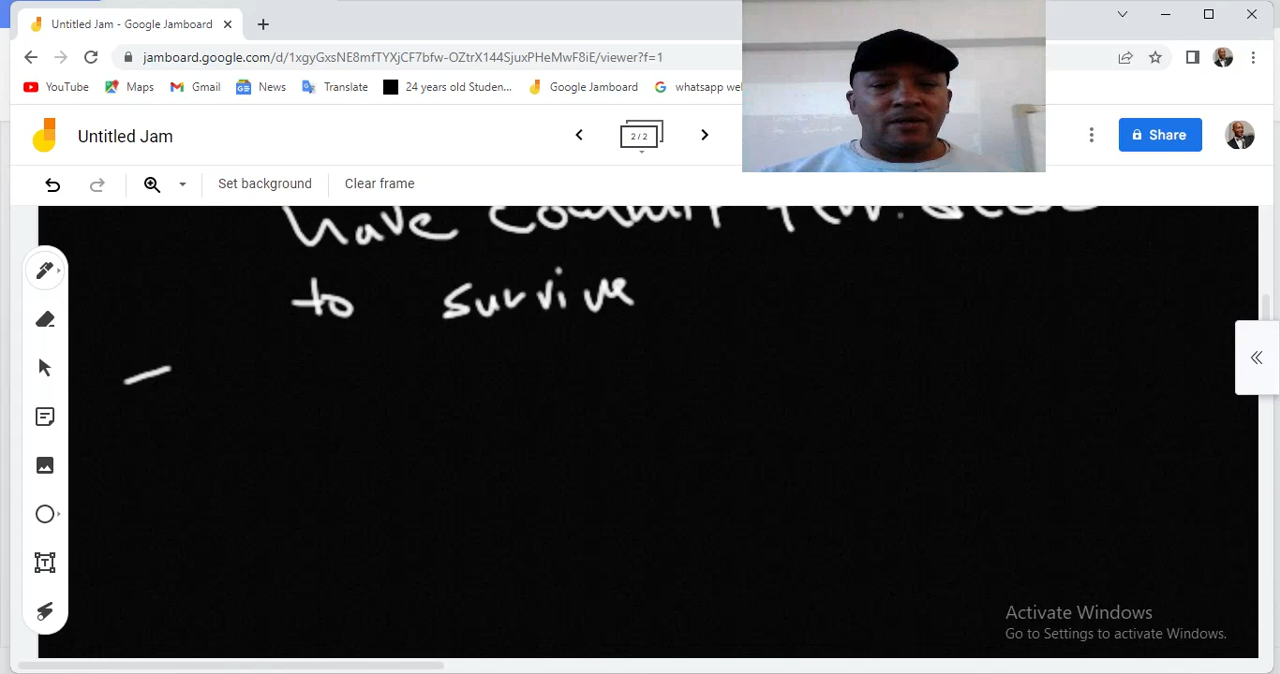 Untitled Jam - Google Jamboard
jamboard.google.com/d/1xgyGxsNE8mfTYXjCF7bfw-OZtrX144SjuxPHeMwF8iE/viewer?f=1
YouTube Maps Gmail News Translate 24 years old Studen... Google Jamboard whatsapp we
Untitled Jam 2 / 2 Share
Set background Clear frame
have
to survive
Activate Windows
Go to Settings to activate Windows.